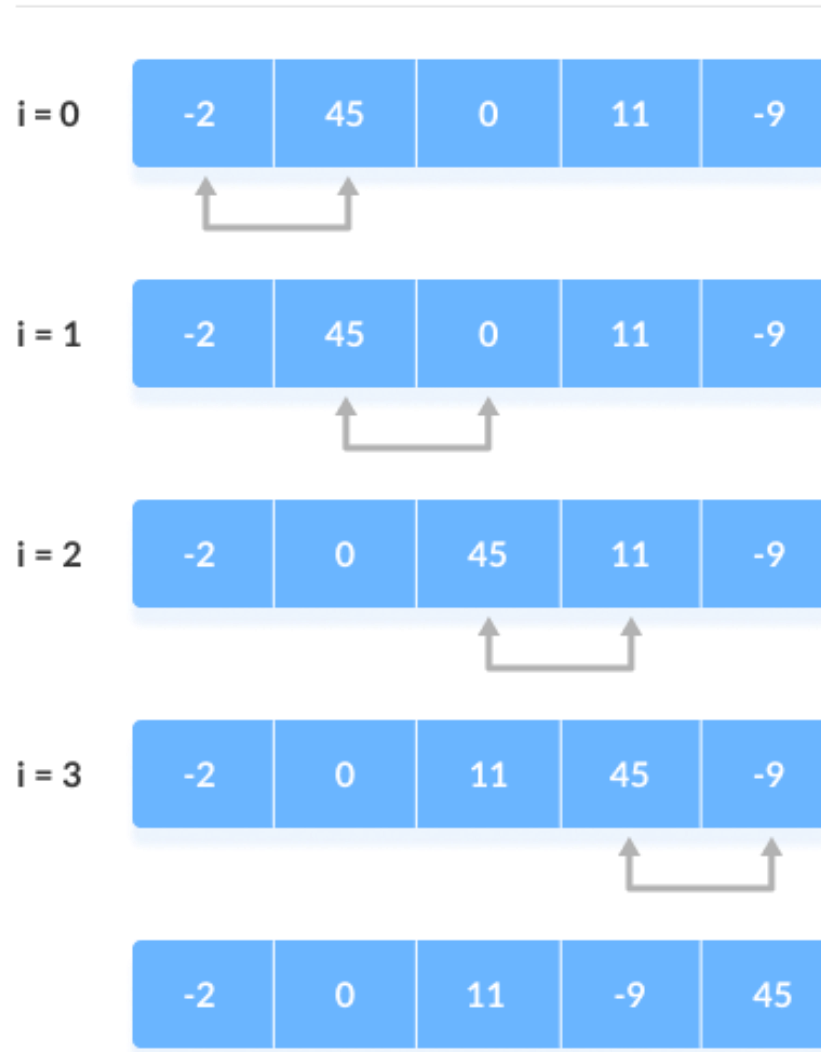 i = 0 -2 45 0 11 -9
i = 1 -2 45 0 11 -9
i = 2 -2 0 45 11 -9
i = 3 -2 0 11 45 -9
-2 0 11 -9 45